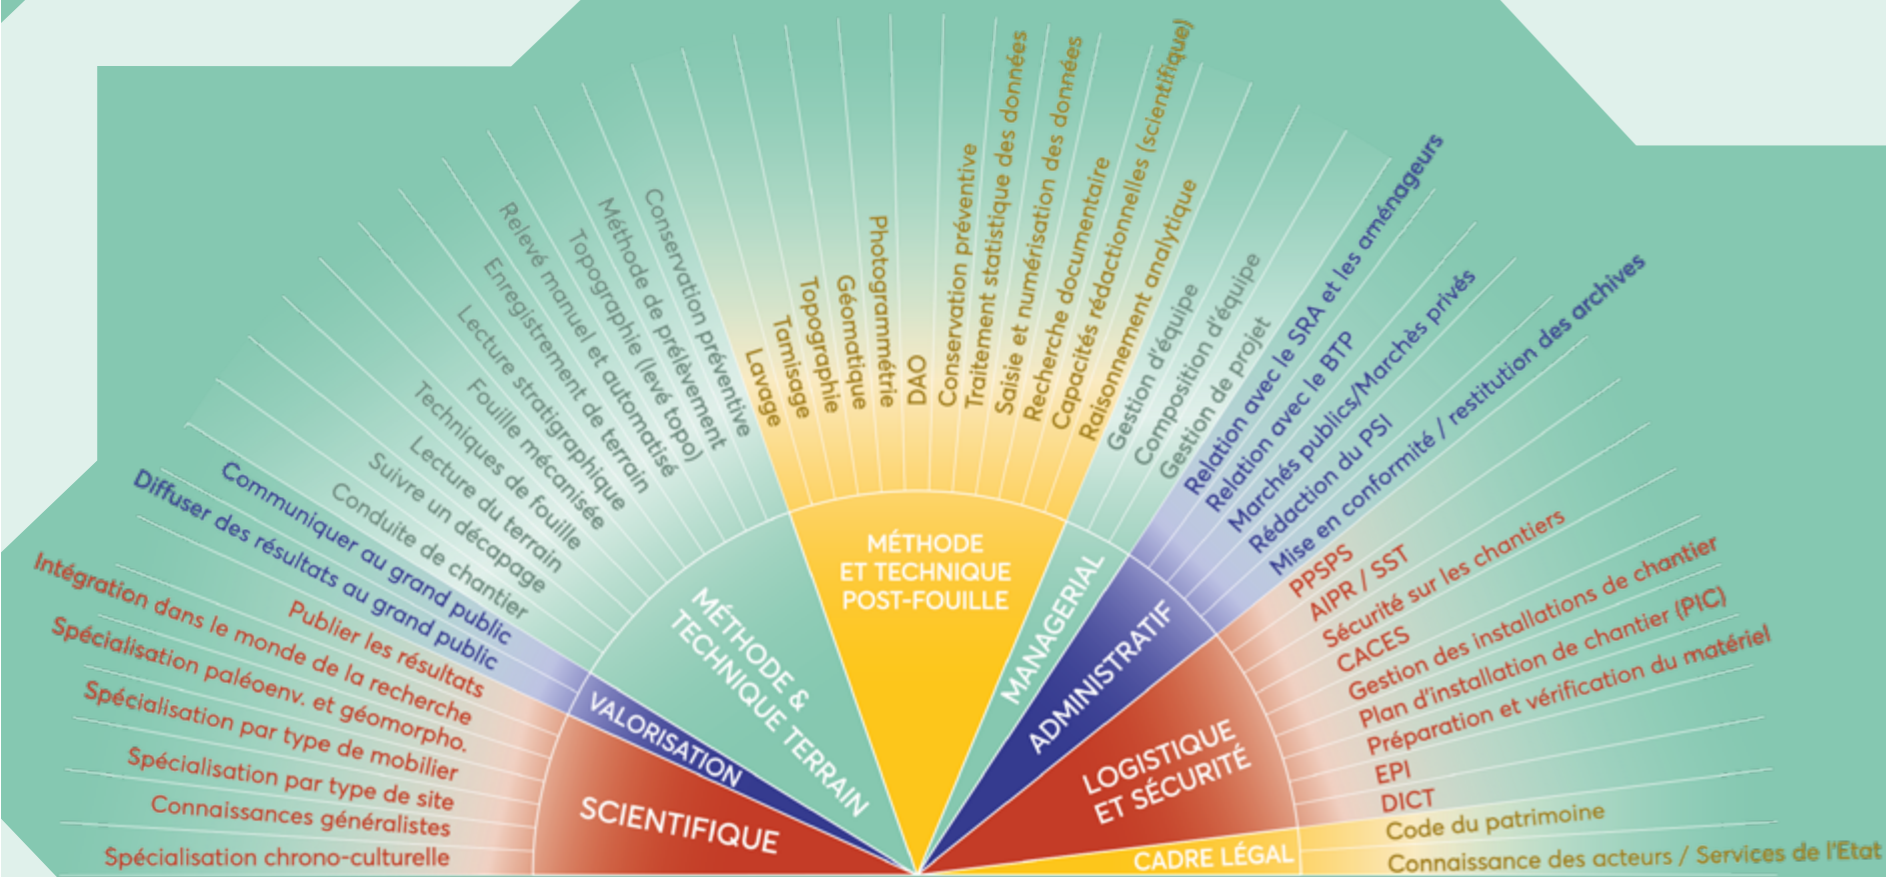 Spécialisation chrono-culturelle
Connaissances généralistes
Spécialisation par type de site
Spécialisation par type de mobilier
Spécialisation paléoenv. et géomorpho.
Intégration dans le monde de la recherche
Publier les résultats
Diffuser des résultats au grand public
Communiquer au grand public
Conduite de chantier
Suivre un décapage
Lecture du terrain
Techniques de fouille
Fouille mécanisée
Lecture stratigraphique
Enregistrement de terrain
Relevé manuel et automatisé
Topographie (levé topo)
Méthode de prélèvement
Conservation préventive
Lavage
Tamisage
Topographie
Géomatique
Photogrammétrie
DAO
Conservation préventive
Traitement statistique des données
Saisie et numérisation des données
Recherche documentaire
Capacités rédactionnelles (scientifique)
Raisonnement analytique
Gestion d'équipe
Composition d'équipe
Gestion de projet
Relation avec le SRA et les aménageurs
Relation avec le BTP
Marchés publics/Marchès privés
Rédaction du PSI
Mise en conformité / restitution des archives
PPSPS
AIPR / SST
Sécurité sur les chantiers
CACES
Gestion des installations de chantier
Plan d'installation de chantier (PIC)
Préparation et vérification du matériel
EPI
DICT
Code du patrimoine
Connaissance des acteurs / Services de l'Etat
SCIENTIFIQUE
VALORISATION
MÉTHODE &
TECHNIQUE TERRAIN
MÉTHODE
ET TECHNIQUE
POST-FOUILLE
MANAGERIAL
ADMINISTRATIF
LOGISTIQUE
ET SÉCURITÉ
CADRE LÉGAL